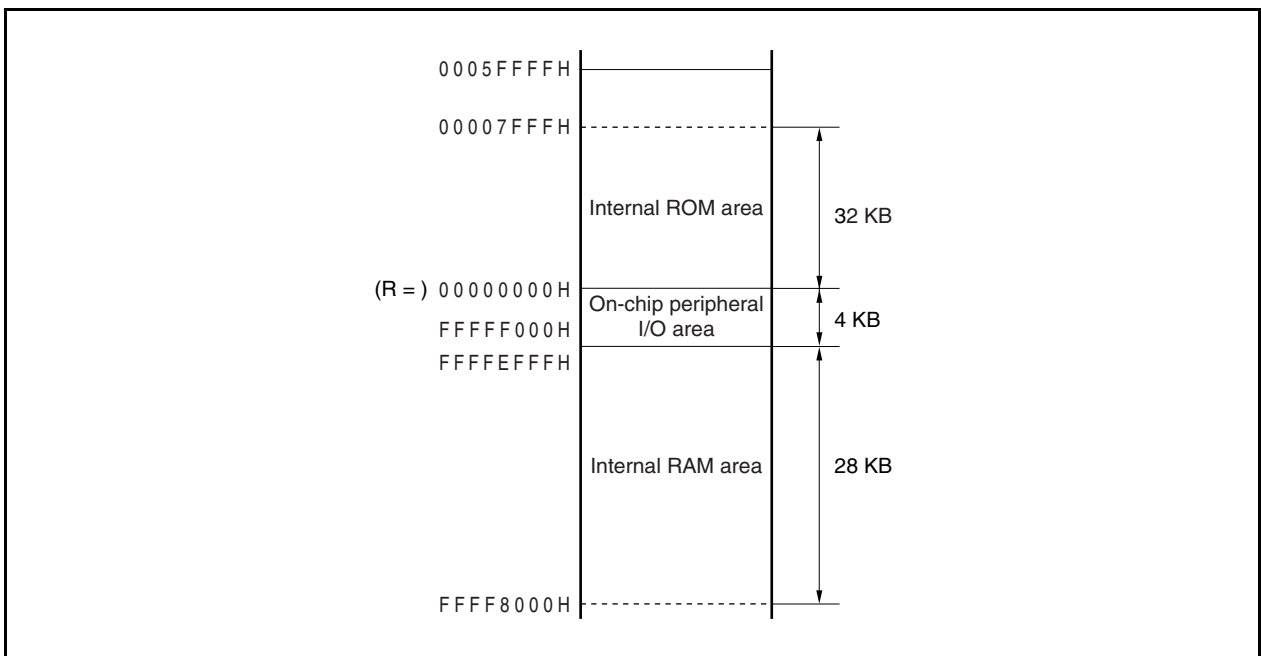 0005FFFFH
00007FFFH
Internal ROM area
32 KB
(R = ) 00000000H
On-chip peripheral
I/O area
4 KB
FFFFF000H
FFFFEFFFH
Internal RAM area
28 KB
FFFF8000H